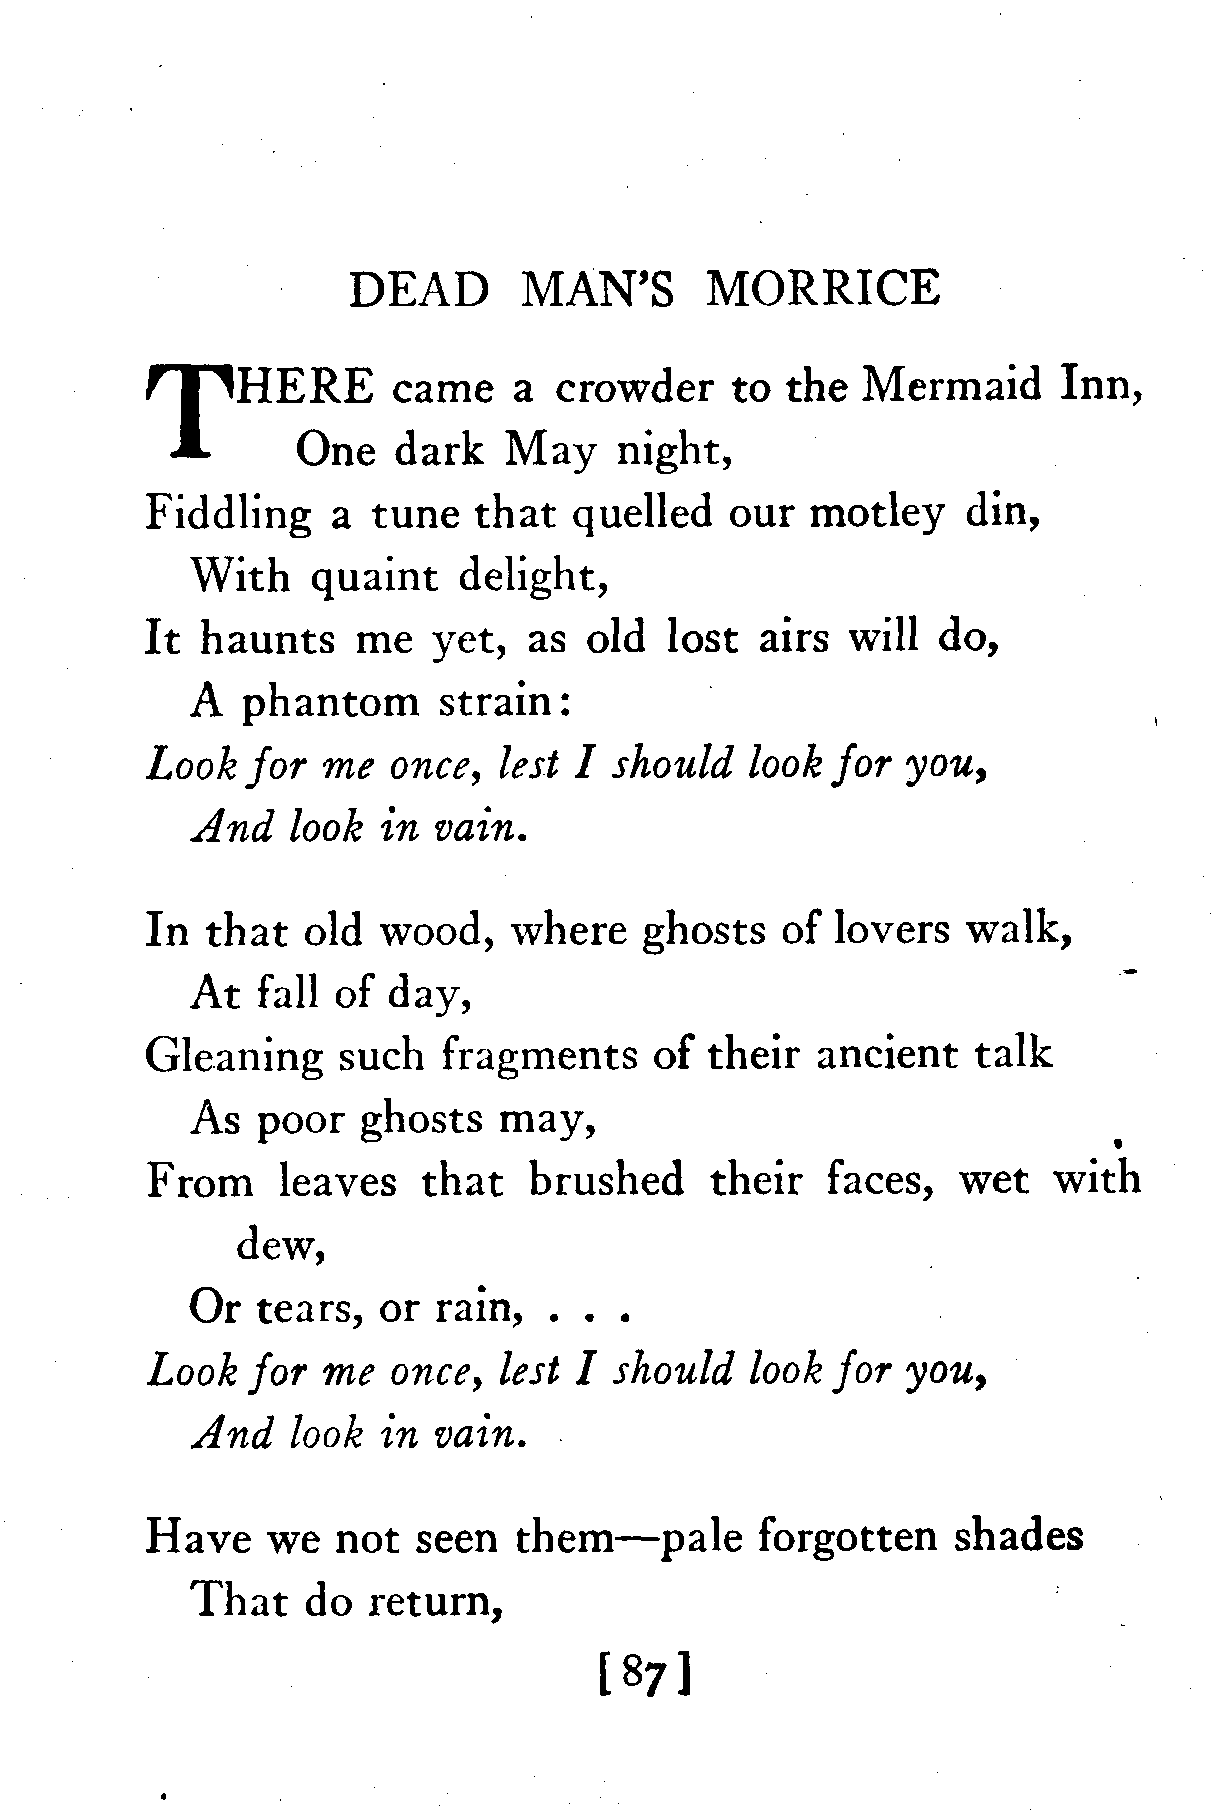 DEAD MAN'S MORRICE
THERE came a crowder to the Mermaid Inn,
One dark May night,
Fiddling a tune that quelled our motley din,
With quaint delight,
It haunts me yet, as old lost airs will do,
A phantom strain:
Look for me once, lest I should look for you,
And look in vain.
In that old wood, where ghosts of lovers walk,
At fall of day,
Gleaning such fragments of their ancient talk
As poor ghosts may,
From leaves that brushed their faces, wet with
dew,
Or tears, or rain, . . .
Look for me once, lest I should look for you,
And look in vain.
Have we not seen them—pale forgotten shades
That do return,
[87]